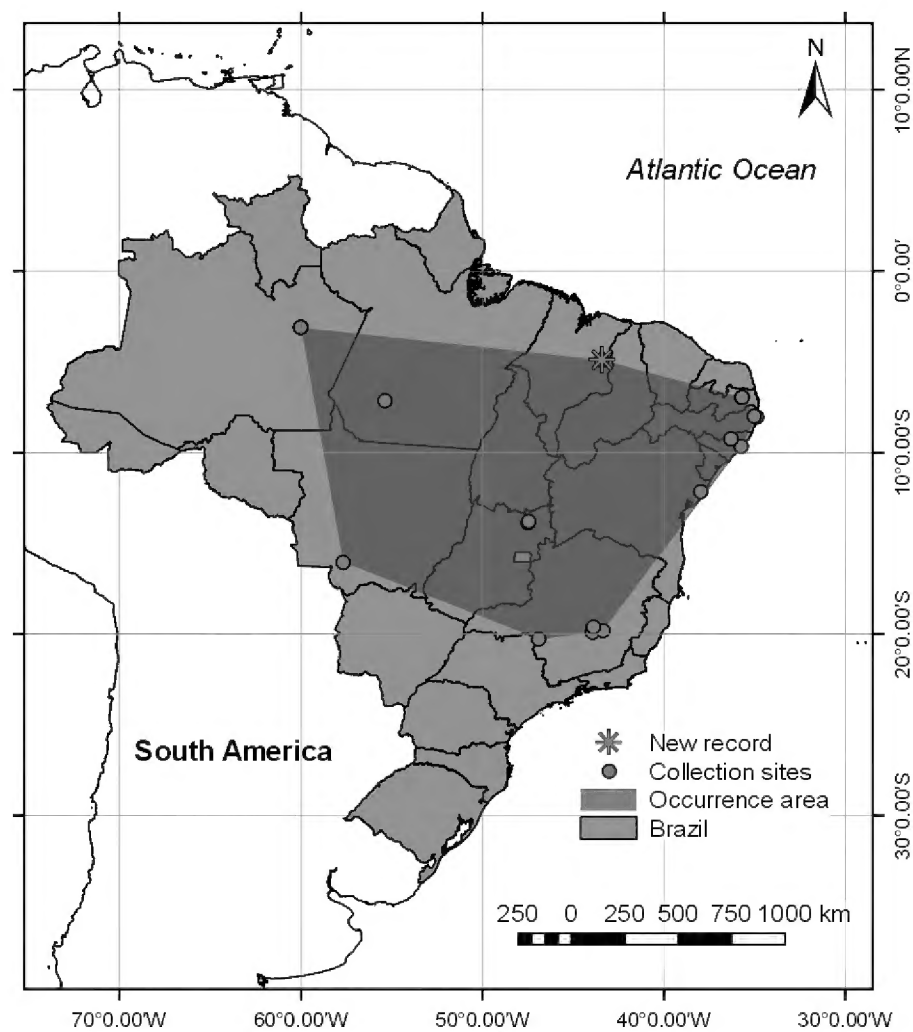 N
Atlantic Ocean
10°0.00'N
0°0.00'
10°0.00'S
20°0.00'S
30°0.00'S
South America
New record
Collection sites
Occurrence area
Brazil
250 0 250 500 750 1000 km
70°0.00'W 60°0.00'W 50°0.00'W 40°0.00'W 30°0.00'W